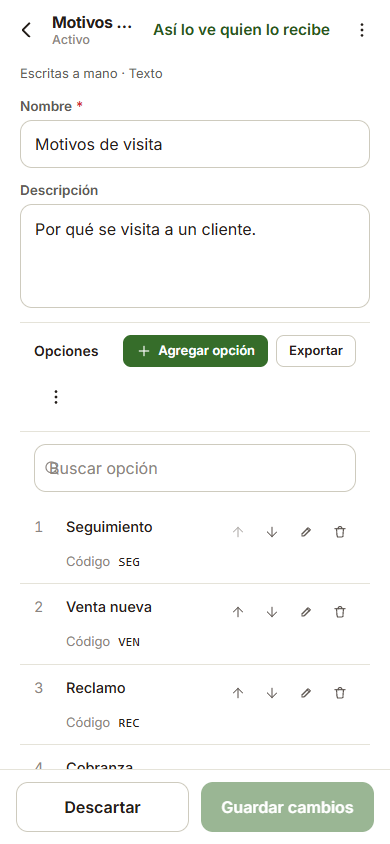 Motivos ...
Así lo ve quien lo recibe
Activo
Escritas a mano · Texto
Nombre *
Motivos de visita
Descripción
Por qué se visita a un cliente.
Opciones
Agregar opción
Exportar
Buscar opción
1 Seguimiento
Código SEG
2 Venta nueva
Código VEN
3 Reclamo
Código REC
4 Cobranza
Descartar
Guardar cambios